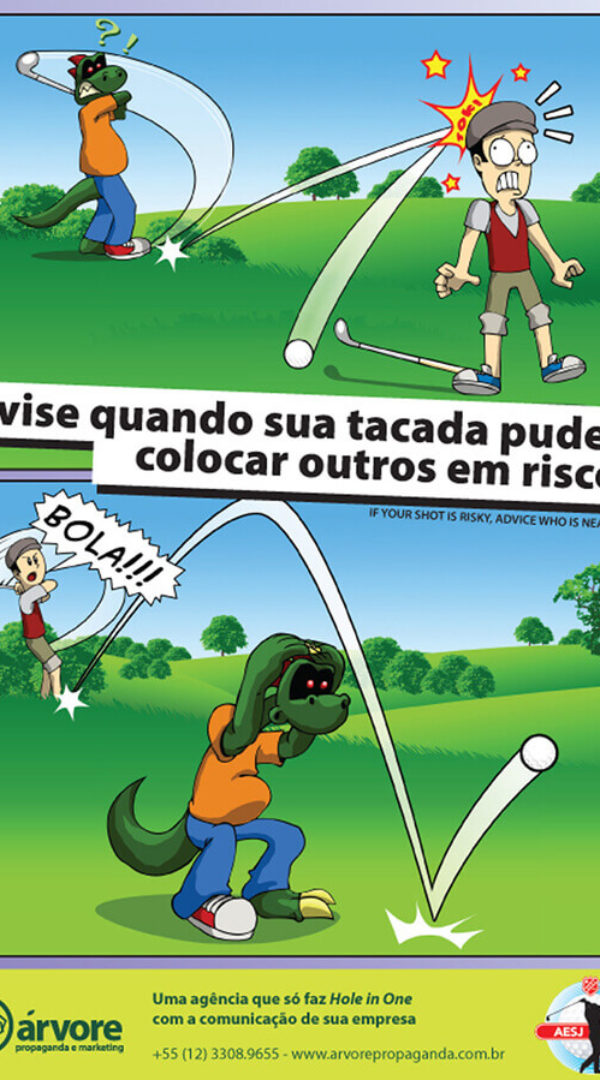 ?!
SOK!
vise quando sua tacada pude
colocar outros em risco
IF YOUR SHOT IS RISKY, ADVICE WHO IS NEA
BOLA!!!
árvore
propaganda e marketing
Uma agência que só faz Hole in One
com a comunicação de sua empresa
+55 (12) 3308.9655 - www.arvorepropaganda.com.br
AESJ